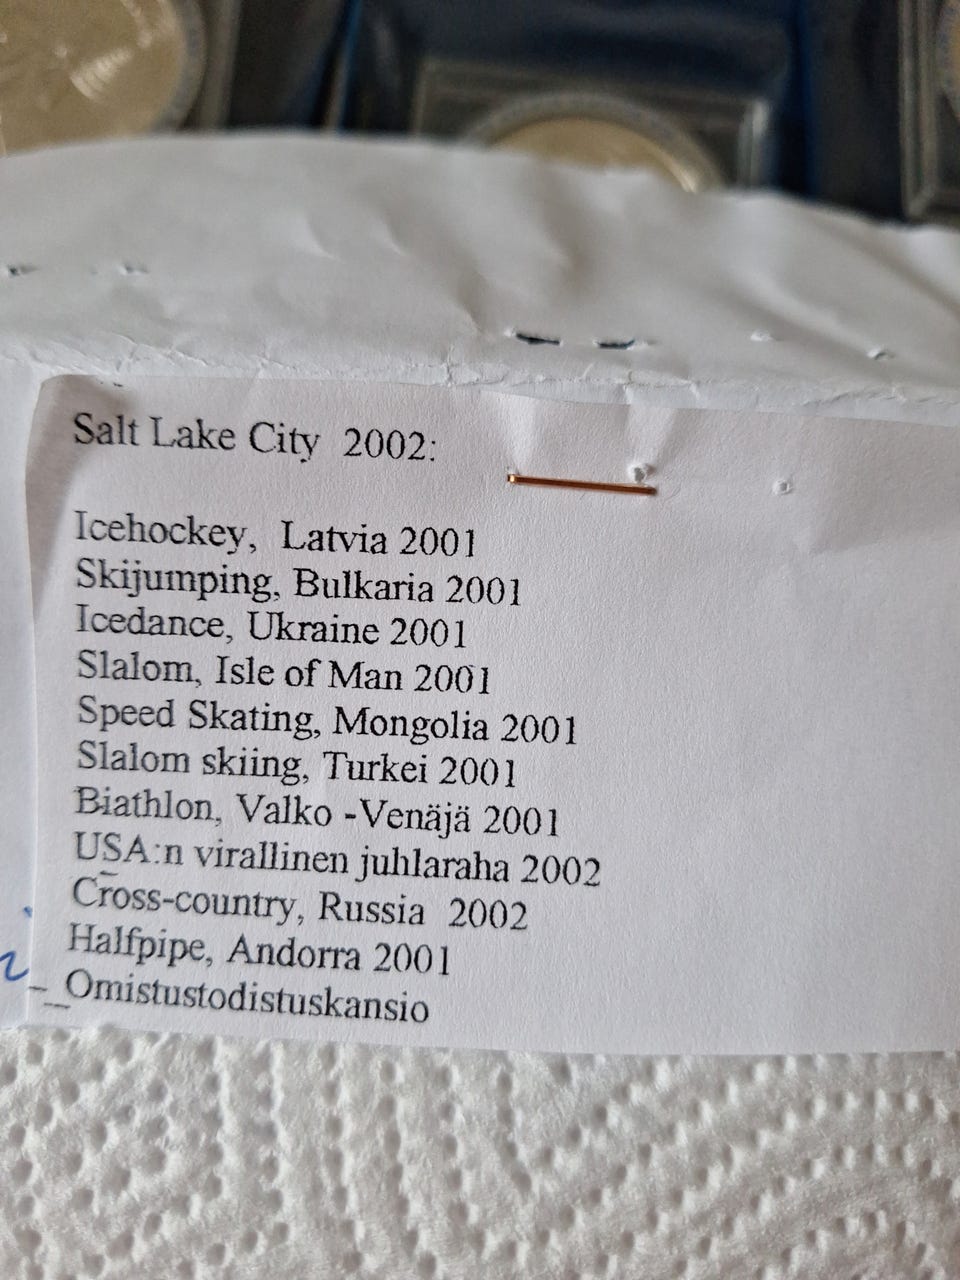 Salt Lake City 2002:
Icehockey, Latvia 2001
Skijumping, Bulkaria 2001
Icedance, Ukraine 2001
Slalom, Isle of Man 2001
Speed Skating, Mongolia 2001
Slalom skiing, Turkei 2001
Biathlon, Valko -Venäjä 2001
USA:n virallinen juhlaraha 2002
Cross-country, Russia 2002
Halfpipe, Andorra 2001
Omistustodistuskansio